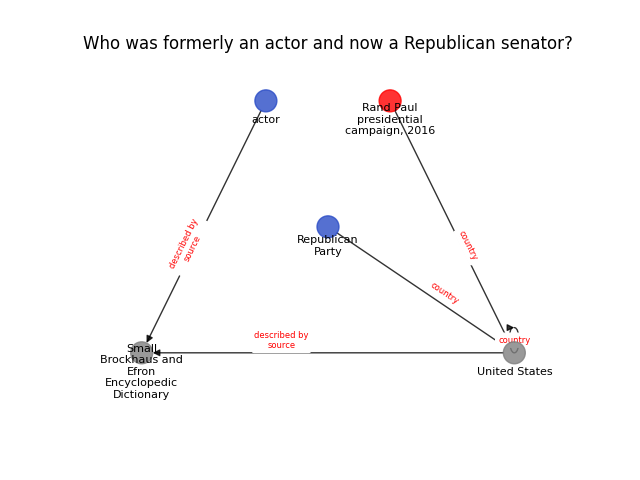 Who was formerly an actor and now a Republican senator?
actor
Rand Paul
presidential
campaign, 2016
described by
source
country
Republican
Party
country
country
described by
source
Small
Brockhaus and
Efron
Encyclopedic
Dictionary
United States